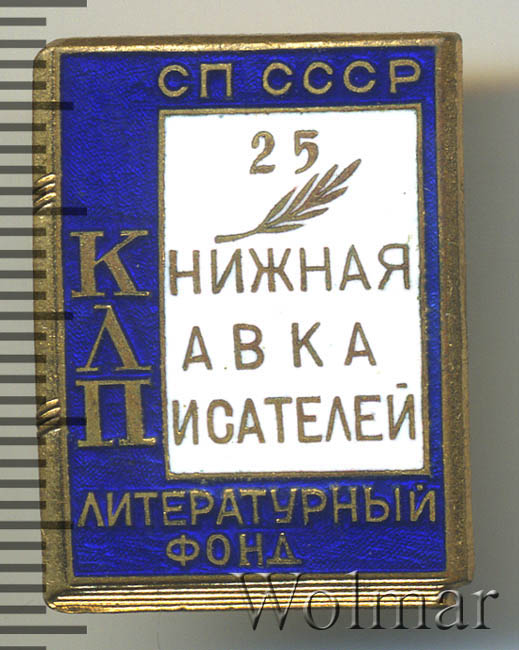 СП СССР
25
КНИЖНАЯ
ЛАВКА
ПИСАТЕЛЕЙ
ЛИТЕРАТУРНЫЙ
ФОНД
Wolmar